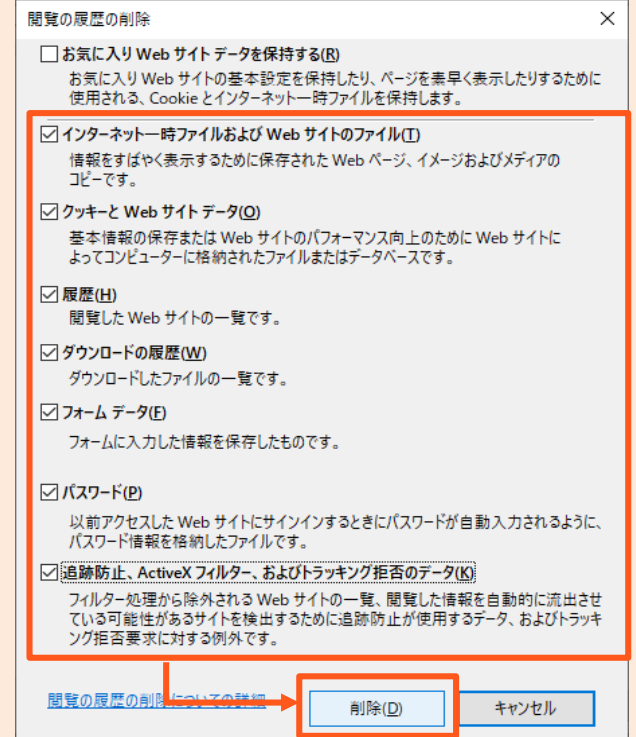 閲覧の履歴の削除
お気に入り Web サイト データを保持する(R)
お気に入り Web サイトの基本設定を保持したり、ページを素早く表示したりするために
使用される、Cookie とインターネット一時ファイルを保持します。
インターネット一時ファイルおよび Web サイトのファイル(T)
情報をすばやく表示するために保存された Web ページ、イメージおよびメディアの
コピーです。
クッキーと Web サイト データ(O)
基本情報の保存または Web サイトのパフォーマンス向上のために Web サイトに
よってコンピューターに格納されたファイルまたはデータベースです。
履歴(H)
閲覧した Web サイトの一覧です。
ダウンロードの履歴(W)
ダウンロードしたファイルの一覧です。
フォーム データ(F)
フォームに入力した情報を保存したものです。
パスワード(P)
以前アクセスした Web サイトにサインインするときにパスワードが自動入力されるように、
パスワード情報を格納したファイルです。
追跡防止、ActiveX フィルター、およびトラッキング拒否のデータ(K)
フィルター処理から除外される Web サイトの一覧、閲覧した情報を自動的に流出させ
ている可能性があるサイトを検出するために追跡防止が使用するデータ、およびトラッキ
ング拒否要求に対する例外です。
閲覧の履歴の削除についての詳細
削除(D)
キャンセル